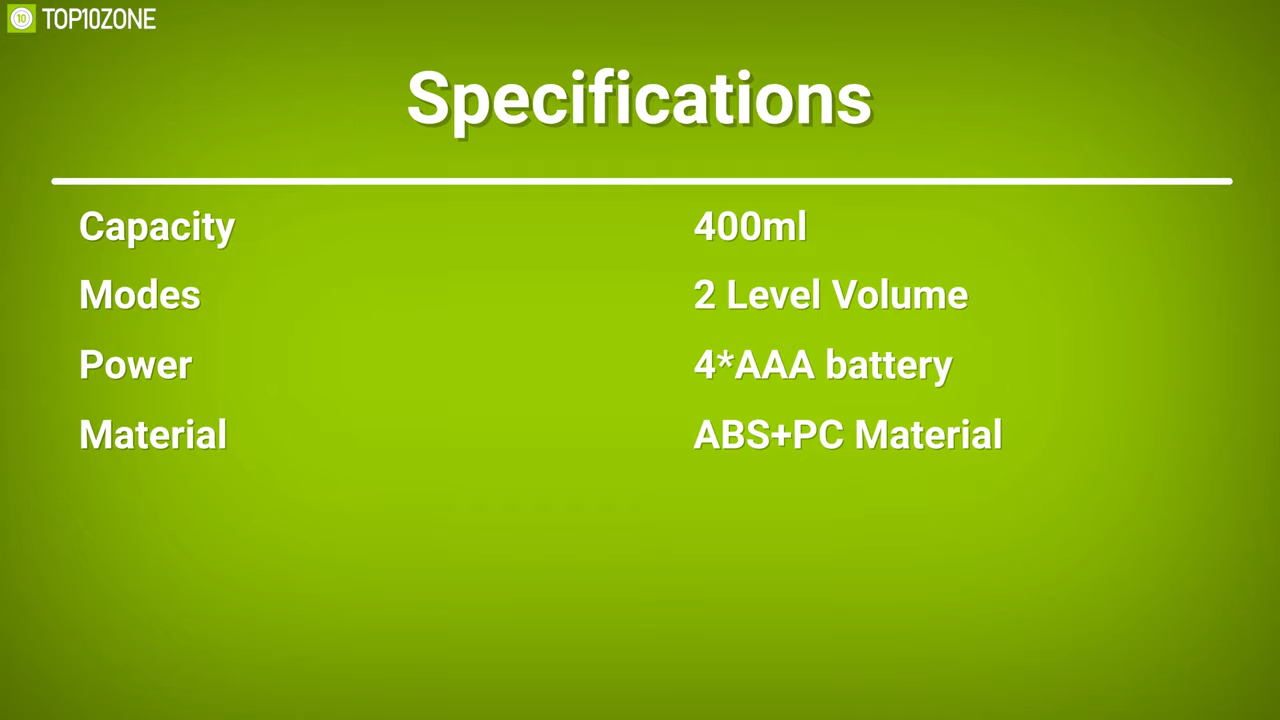 TOP10ZONE
Specifications
Capacity 400ml
Modes 2 Level Volume
Power 4*AAA battery
Material ABS+PC Material